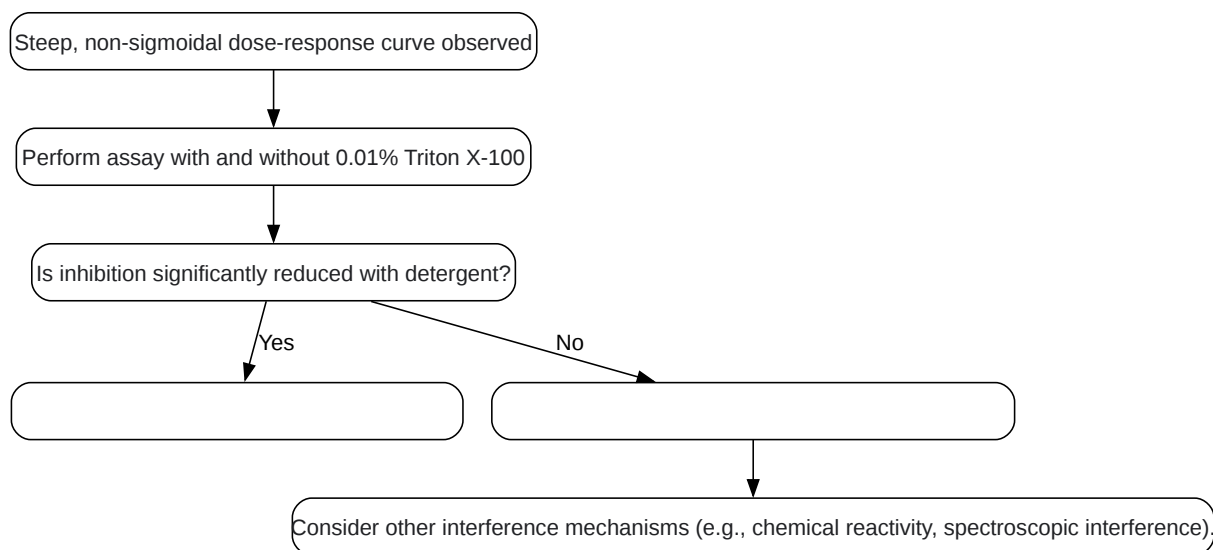 Steep, non-sigmoidal dose-response curve observed
Perform assay with and without 0.01% Triton X-100
Is inhibition significantly reduced with detergent?
Yes
No
Consider other interference mechanisms (e.g., chemical reactivity, spectroscopic interference).